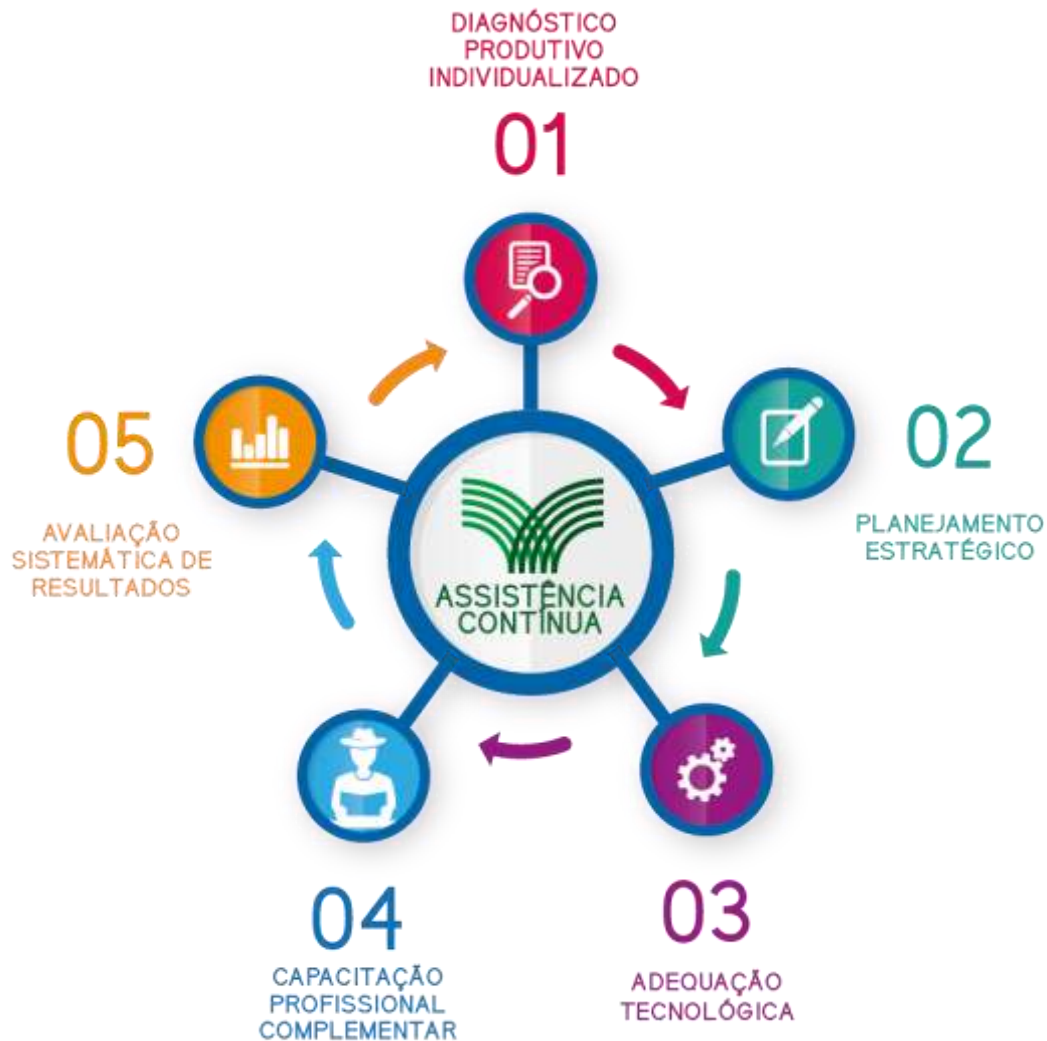 DIAGNÓSTICO
PRODUTIVO
INDIVIDUALIZADO
01
02
PLANEJAMENTO
ESTRATÉGICO
03
ADEQUAÇÃO
TECNOLÓGICA
04
CAPACITAÇÃO
PROFISSIONAL
COMPLEMENTAR
05
AVALIAÇÃO
SISTEMÁTICA DE
RESULTADOS
ASSISTÊNCIA
CONTÍNUA